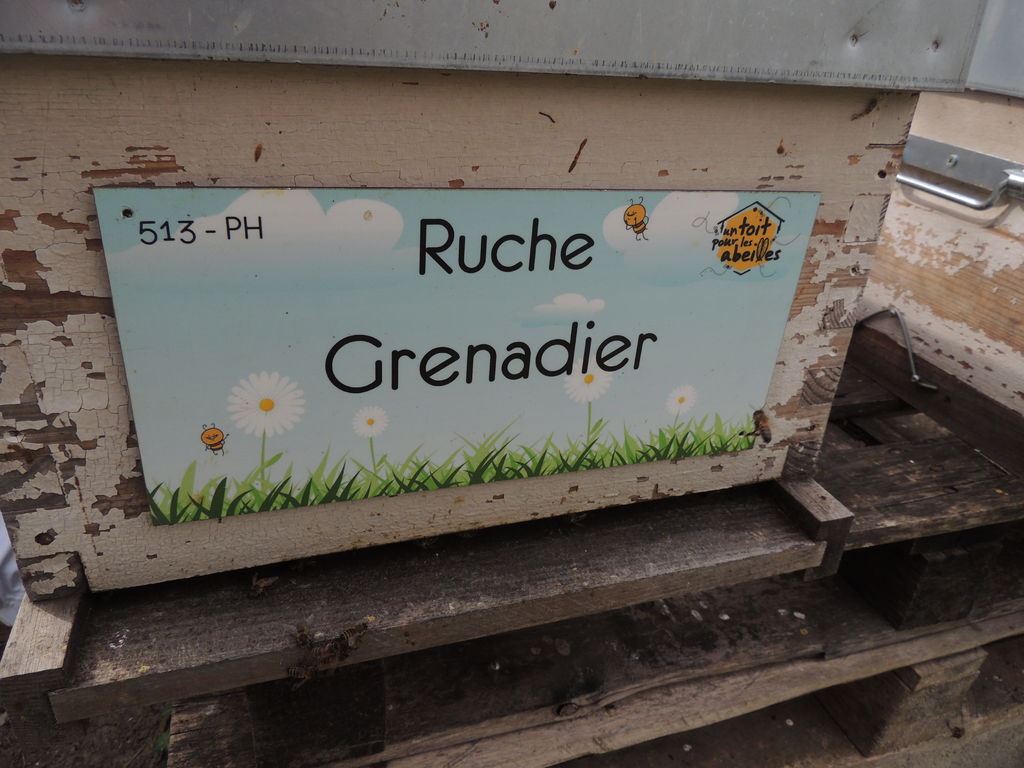 513 - PH
Ruche
Grenadier
un toit
pour les
abeilles